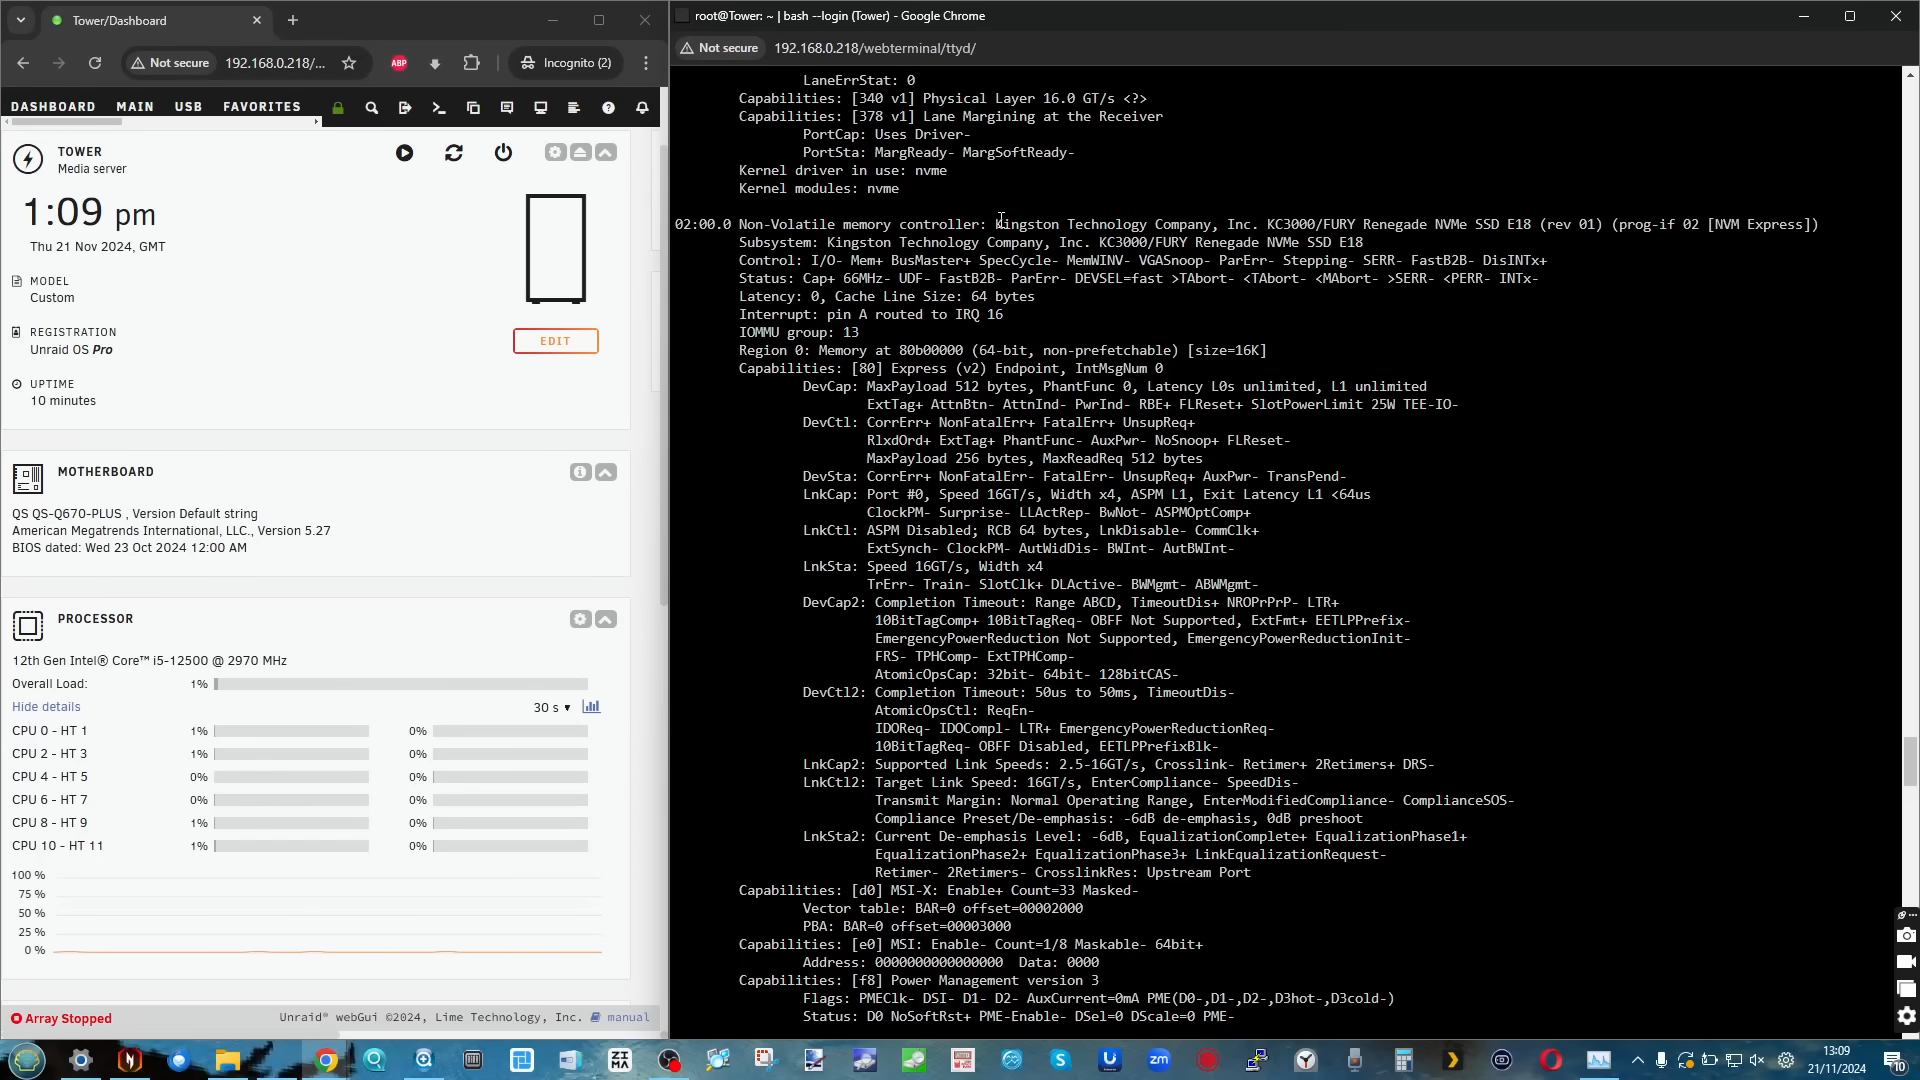 Tower/Dashboard
Not secure 192.168.0.218/... ABP Incognito (2)
DASHBOARD MAIN USB FAVORITES
TOWER
Media server
1:09 pm
Thu 21 Nov 2024, GMT
MODEL
Custom
REGISTRATION
Unraid OS Pro
EDIT
UPTIME
10 minutes
MOTHERBOARD
QS QS-Q670-PLUS , Version Default string
American Megatrends International, LLC., Version 5.27
BIOS dated: Wed 23 Oct 2024 12:00 AM
PROCESSOR
12th Gen Intel® Core™ i5-12500 @ 2970 MHz
Overall Load: 1%
Hide details 30 s
CPU 0 - HT 1 1% 0%
CPU 2 - HT 3 1% 0%
CPU 4 - HT 5 0% 0%
CPU 6 - HT 7 0% 0%
CPU 8 - HT 9 1% 0%
CPU 10 - HT 11 1% 0%
100 %
75 %
50 %
25 %
0 %
Array Stopped Unraid® webGui ©2024, Lime Technology, Inc. manual
root@Tower: ~ | bash --login (Tower) - Google Chrome
Not secure 192.168.0.218/webterminal/ttyd/
LaneErrStat: 0
Capabilities: [340 v1] Physical Layer 16.0 GT/s <?>
Capabilities: [378 v1] Lane Margining at the Receiver
PortCap: Uses Driver-
PortSta: MargReady- MargSoftReady-
Kernel driver in use: nvme
Kernel modules: nvme
02:00.0 Non-Volatile memory controller: Kingston Technology Company, Inc. KC3000/FURY Renegade NVMe SSD E18 (rev 01) (prog-if 02 [NVM Express])
Subsystem: Kingston Technology Company, Inc. KC3000/FURY Renegade NVMe SSD E18
Control: I/O- Mem+ BusMaster+ SpecCycle- MemWINV- VGASnoop- ParErr- Stepping- SERR- FastB2B- DisINTx+
Status: Cap+ 66MHz- UDF- FastB2B- ParErr- DEVSEL=fast >TAbort- <TAbort- <MAbort- >SERR- <PERR- INTx-
Latency: 0, Cache Line Size: 64 bytes
Interrupt: pin A routed to IRQ 16
IOMMU group: 13
Region 0: Memory at 80b00000 (64-bit, non-prefetchable) [size=16K]
Capabilities: [80] Express (v2) Endpoint, IntMsgNum 0
DevCap: MaxPayload 512 bytes, PhantFunc 0, Latency L0s unlimited, L1 unlimited
ExtTag+ AttnBtn- AttnInd- PwrInd- RBE+ FLReset+ SlotPowerLimit 25W TEE-IO-
DevCtl: CorrErr+ NonFatalErr+ FatalErr+ UnsupReq+
RlxdOrd+ ExtTag+ PhantFunc- AuxPwr- NoSnoop+ FLReset-
MaxPayload 256 bytes, MaxReadReq 512 bytes
DevSta: CorrErr+ NonFatalErr- FatalErr- UnsupReq+ AuxPwr- TransPend-
LnkCap: Port #0, Speed 16GT/s, Width x4, ASPM L1, Exit Latency L1 <64us
ClockPM- Surprise- LLActRep- BwNot- ASPMOptComp+
LnkCtl: ASPM Disabled; RCB 64 bytes, LnkDisable- CommClk+
ExtSynch- ClockPM- AutWidDis- BWInt- AutBWInt-
LnkSta: Speed 16GT/s, Width x4
TrErr- Train- SlotClk+ DLActive- BWMgmt- ABWMgmt-
DevCap2: Completion Timeout: Range ABCD, TimeoutDis+ NROPrPrP- LTR+
10BitTagComp+ 10BitTagReq- OBFF Not Supported, ExtFmt+ EETLPPrefix-
EmergencyPowerReduction Not Supported, EmergencyPowerReductionInit-
FRS- TPHComp- ExtTPHComp-
AtomicOpsCap: 32bit- 64bit- 128bitCAS-
DevCtl2: Completion Timeout: 50us to 50ms, TimeoutDis-
AtomicOpsCtl: ReqEn-
IDOReq- IDOCompl- LTR+ EmergencyPowerReductionReq-
10BitTagReq- OBFF Disabled, EETLPPrefixBlk-
LnkCap2: Supported Link Speeds: 2.5-16GT/s, Crosslink- Retimer+ 2Retimers+ DRS-
LnkCtl2: Target Link Speed: 16GT/s, EnterCompliance- SpeedDis-
Transmit Margin: Normal Operating Range, EnterModifiedCompliance- ComplianceSOS-
Compliance Preset/De-emphasis: -6dB de-emphasis, 0dB preshoot
LnkSta2: Current De-emphasis Level: -6dB, EqualizationComplete+ EqualizationPhase1+
EqualizationPhase2+ EqualizationPhase3+ LinkEqualizationRequest-
Retimer- 2Retimers- CrosslinkRes: Upstream Port
Capabilities: [d0] MSI-X: Enable+ Count=33 Masked-
Vector table: BAR=0 offset=00002000
PBA: BAR=0 offset=00003000
Capabilities: [e0] MSI: Enable- Count=1/8 Maskable- 64bit+
Address: 0000000000000000 Data: 0000
Capabilities: [f8] Power Management version 3
Flags: PMEClk- DSI- D1- D2- AuxCurrent=0mA PME(D0-,D1-,D2-,D3hot-,D3cold-)
Status: D0 NoSoftRst+ PME-Enable- DSel=0 DScale=0 PME-
ZIMA
zm
13:09
21/11/2024
10